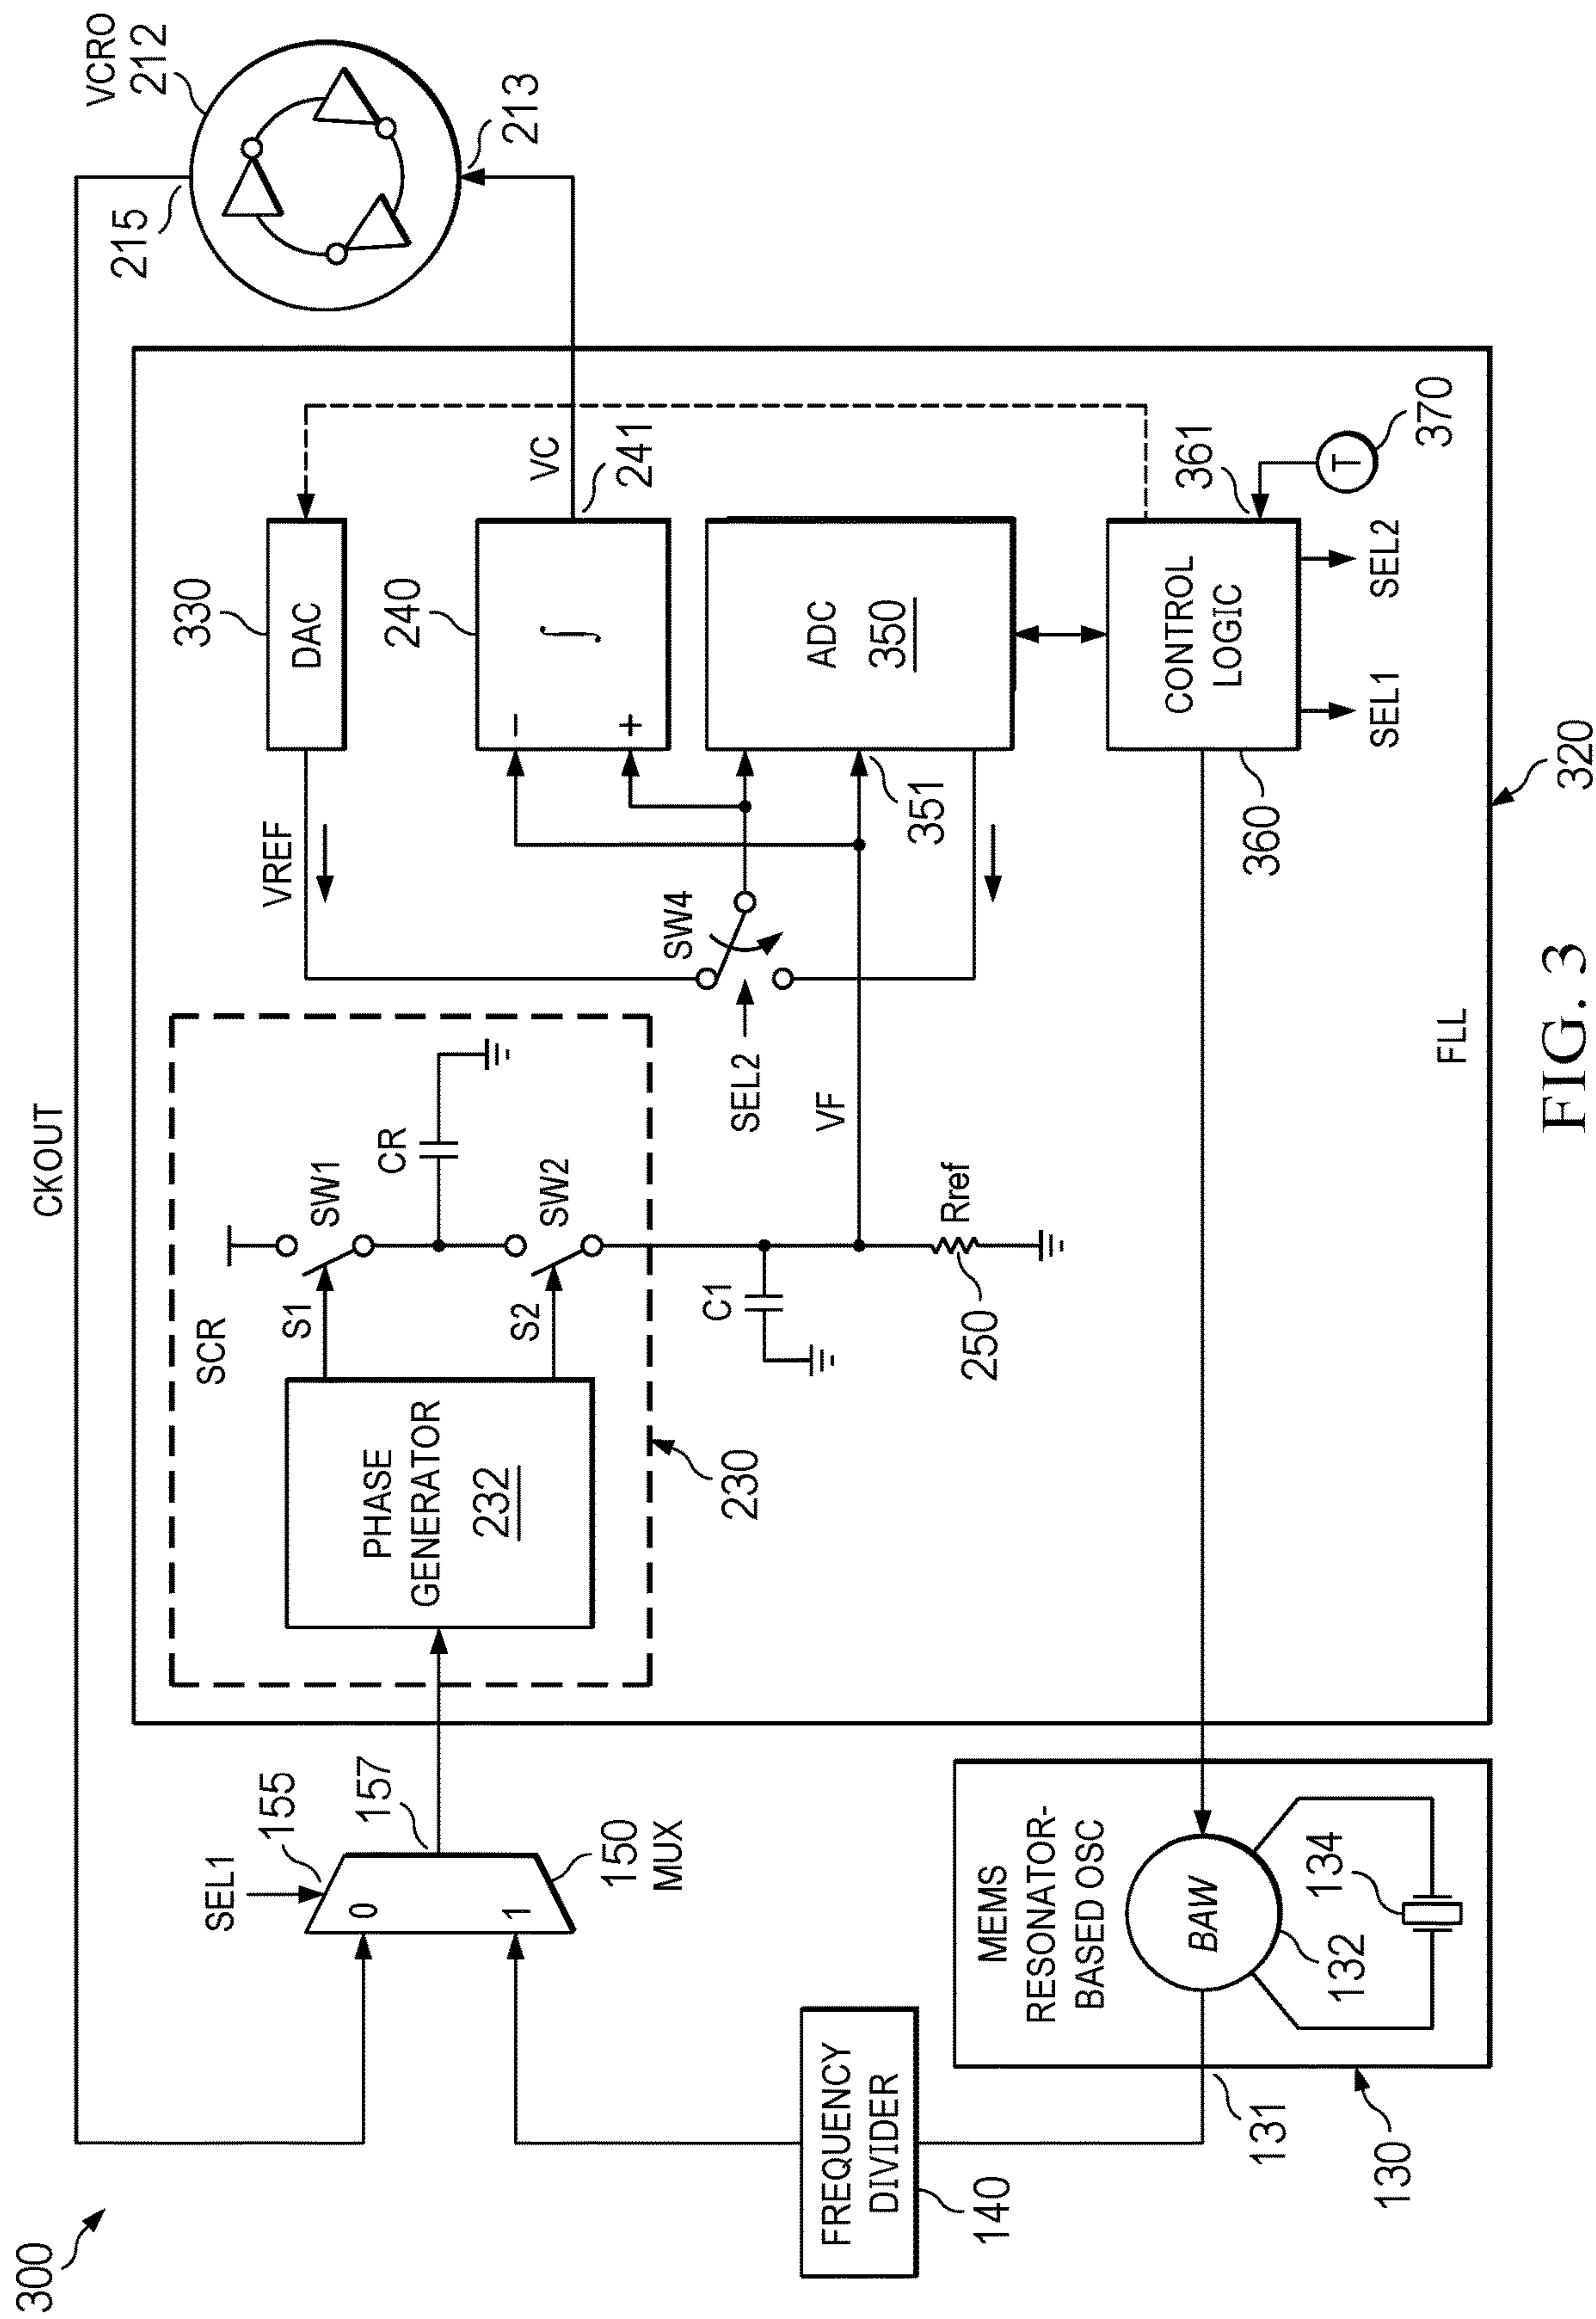 300
CKOUT
VCRO
212
215
213
SEL1
155
157
0
1
150
MUX
SCR
PHASE
GENERATOR
232
S1
S2
SW1
SW2
CR
230
C1
250
Rref
VF
VREF
SEL2
SW4
330
DAC
240
∫
−
+
VC
241
ADC
350
351
CONTROL
LOGIC
360
361
T
370
SEL1
SEL2
FLL
320
FREQUENCY
DIVIDER
140
MEMS
RESONATOR-
BASED OSC
BAW
132
134
131
130
FIG. 3